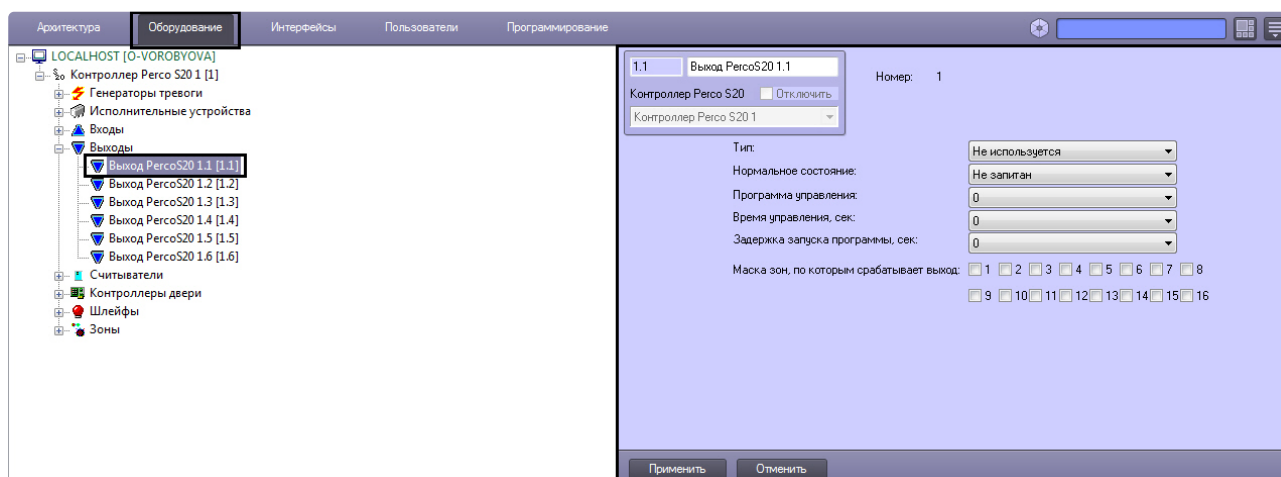 Архитектура Оборудование Интерфейсы Пользователи Программирование
LOCALHOST [O-VOROBYOVA]
Контроллер Perco S20 1 [1]
Генераторы тревоги
Исполнительные устройства
Входы
Выходы
Выход PercoS20 1.1 [1.1]
Выход PercoS20 1.2 [1.2]
Выход PercoS20 1.3 [1.3]
Выход PercoS20 1.4 [1.4]
Выход PercoS20 1.5 [1.5]
Выход PercoS20 1.6 [1.6]
Считыватели
Контроллеры двери
Шлейфы
Зоны
1.1 Выход PercoS20 1.1
Номер: 1
Контроллер Perco S20 Отключить
Контроллер Perco S20 1
Тип: Не используется
Нормальное состояние: Не запитан
Программа управления: 0
Время управления, сек: 0
Задержка запуска программы, сек: 0
Маска зон, по которым срабатывает выход: 1 2 3 4 5 6 7 8
9 10 11 12 13 14 15 16
Применить Отменить